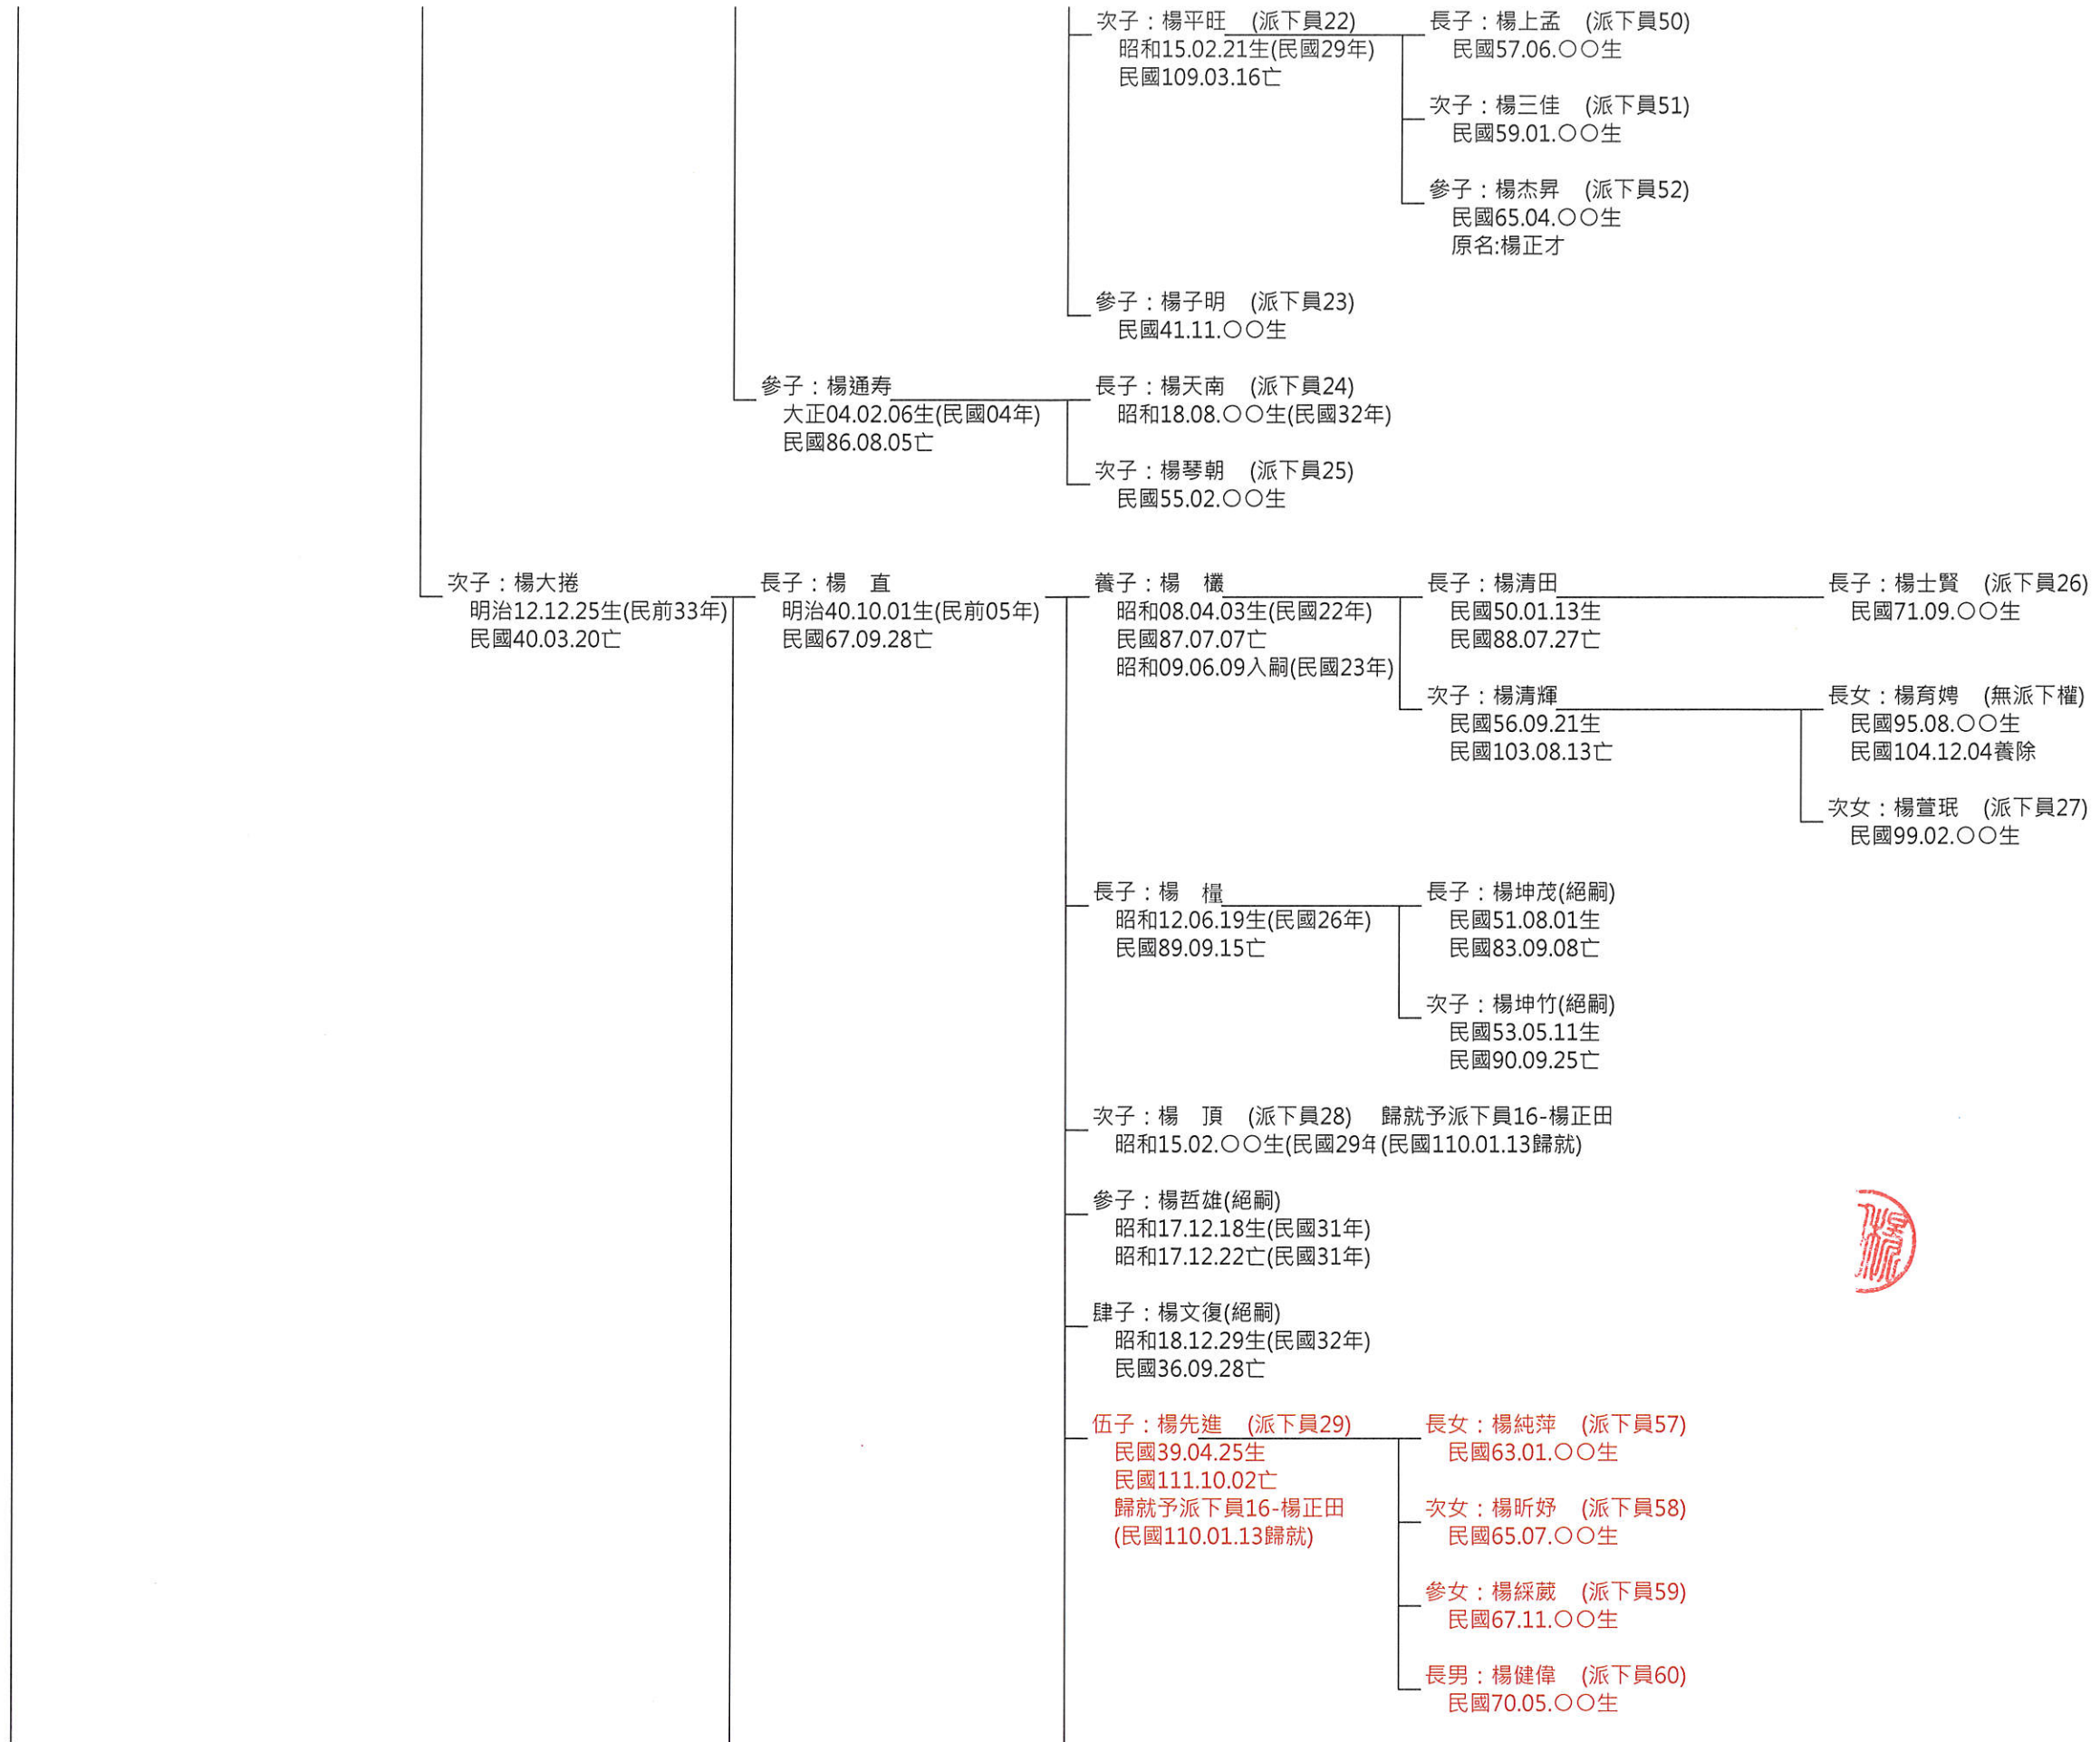 次子：楊平旺　(派下員22)
昭和15.02.21生(民國29年)
民國109.03.16亡
長子：楊上孟　(派下員50)
民國57.06.〇〇生
次子：楊三佳　(派下員51)
民國59.01.〇〇生
參子：楊杰昇　(派下員52)
民國65.04.〇〇生
原名:楊正才
參子：楊子明　(派下員23)
民國41.11.〇〇生
參子：楊通寿
大正04.02.06生(民國04年)
民國86.08.05亡
長子：楊天南　(派下員24)
昭和18.08.〇〇生(民國32年)
次子：楊琴朝　(派下員25)
民國55.02.〇〇生
次子：楊大捲
明治12.12.25生(民前33年)
民國40.03.20亡
長子：楊　直
明治40.10.01生(民前05年)
民國67.09.28亡
養子：楊　欉
昭和08.04.03生(民國22年)
民國87.07.07亡
昭和09.06.09入嗣(民國23年)
長子：楊清田
民國50.01.13生
民國88.07.27亡
長子：楊士賢　(派下員26)
民國71.09.〇〇生
次子：楊清輝
民國56.09.21生
民國103.08.13亡
長女：楊育娉　(無派下權)
民國95.08.〇〇生
民國104.12.04養除
次女：楊萱珉　(派下員27)
民國99.02.〇〇生
長子：楊　橦
昭和12.06.19生(民國26年)
民國89.09.15亡
長子：楊坤茂(絕嗣)
民國51.08.01生
民國83.09.08亡
次子：楊坤竹(絕嗣)
民國53.05.11生
民國90.09.25亡
次子：楊　頂　(派下員28)　歸就予派下員16-楊正田
昭和15.02.〇〇生(民國29年(民國110.01.13歸就)
參子：楊哲雄(絕嗣)
昭和17.12.18生(民國31年)
昭和17.12.22亡(民國31年)
肆子：楊文復(絕嗣)
昭和18.12.29生(民國32年)
民國36.09.28亡
伍子：楊先進　(派下員29)
民國39.04.25生
民國111.10.02亡
歸就予派下員16-楊正田
(民國110.01.13歸就)
長女：楊純萍　(派下員57)
民國63.01.〇〇生
次女：楊昕妤　(派下員58)
民國65.07.〇〇生
參女：楊綵葳　(派下員59)
民國67.11.〇〇生
長男：楊健偉　(派下員60)
民國70.05.〇〇生